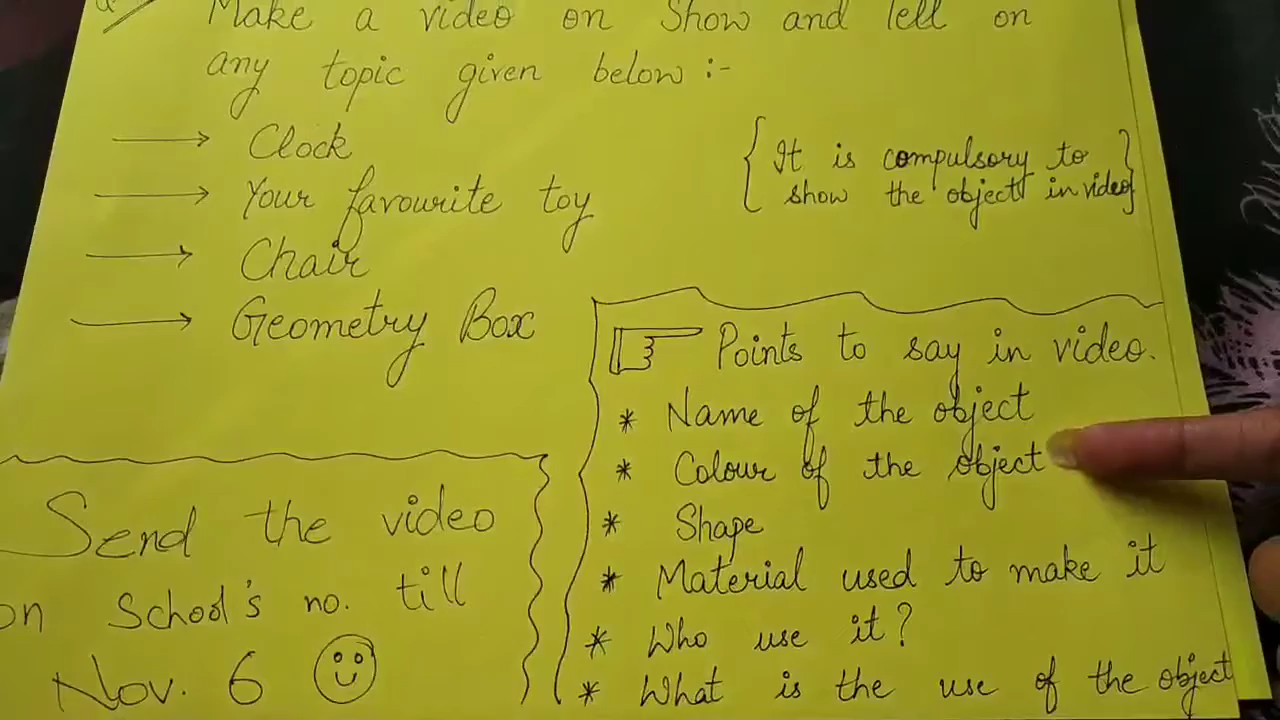 Make a video on Show and Tell on
any topic given below :-
→ Clock
→ Your favourite toy
→ Chair
→ Geometry Box
{ It is compulsory to
show the object in video }
Points to say in video.
* Name of the object
* Colour of the object
* Shape
* Material used to make it
* Who use it?
* What is the use of the object
Send the video
on School's no. till
Nov. 6